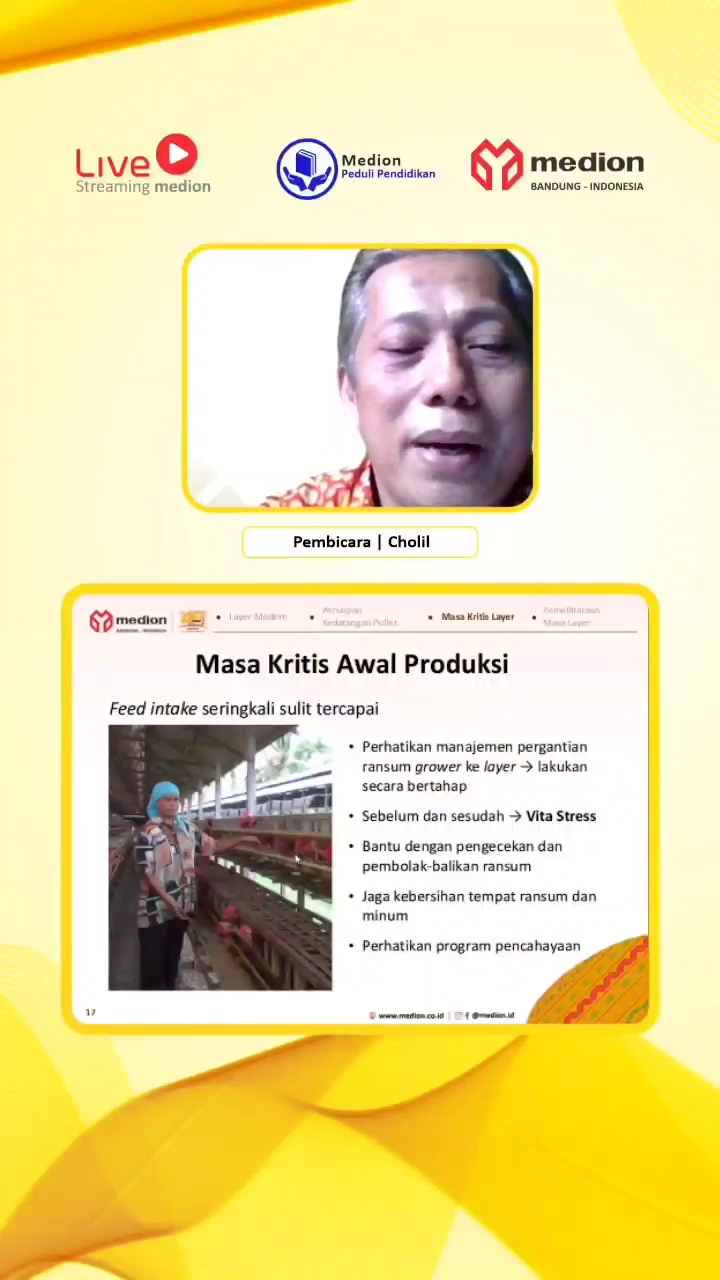 Live
Streaming medion
Medion
Peduli Pendidikan
medion
BANDUNG - INDONESIA
Pembicara | Cholil
medion
BANDUNG - INDONESIA
• Layer Modern
• Persiapan
Kedatangan Pullet
• Masa Kritis Layer
• Pemeliharaan
Masa Layer
Masa Kritis Awal Produksi
Feed intake seringkali sulit tercapai
• Perhatikan manajemen pergantian
ransum grower ke layer → lakukan
secara bertahap
• Sebelum dan sesudah → Vita Stress
• Bantu dengan pengecekan dan
pembolak-balikan ransum
• Jaga kebersihan tempat ransum dan
minum
• Perhatikan program pencahayaan
17
www.medion.co.id | @medion.id